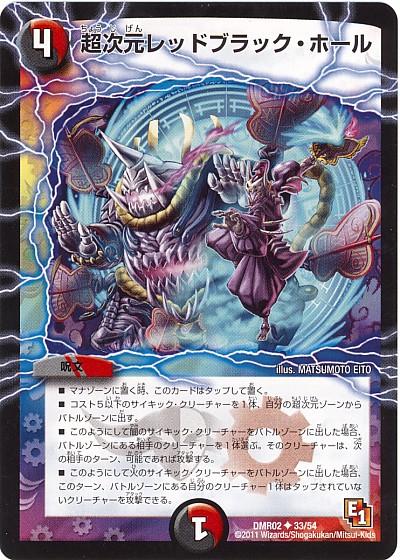 4
ちょうじげん
超次元レッドブラック・ホール
illus. MATSUMOTO EITO
呪文
■ マナゾーンに置く時、このカードはタップして置く。
■ コスト5以下のサイキック・クリーチャーを1体、自分の超次元ゾーンから
バトルゾーンに出す。
■ このようにして闇のサイキック・クリーチャーをバトルゾーンに出した場合、
バトルゾーンにある相手のクリーチャーを1体選ぶ。そのクリーチャーは、次
の相手のターン、可能であれば攻撃する。
■ このようにして火のサイキック・クリーチャーをバトルゾーンに出した場合、
このターン、バトルゾーンにある自分のクリーチャー1体はタップされていな
いクリーチャーを攻撃できる。
E1
1
DMR02 ◆ 33/54
©2011 Wizards/Shogakukan/Mitsui-Kids